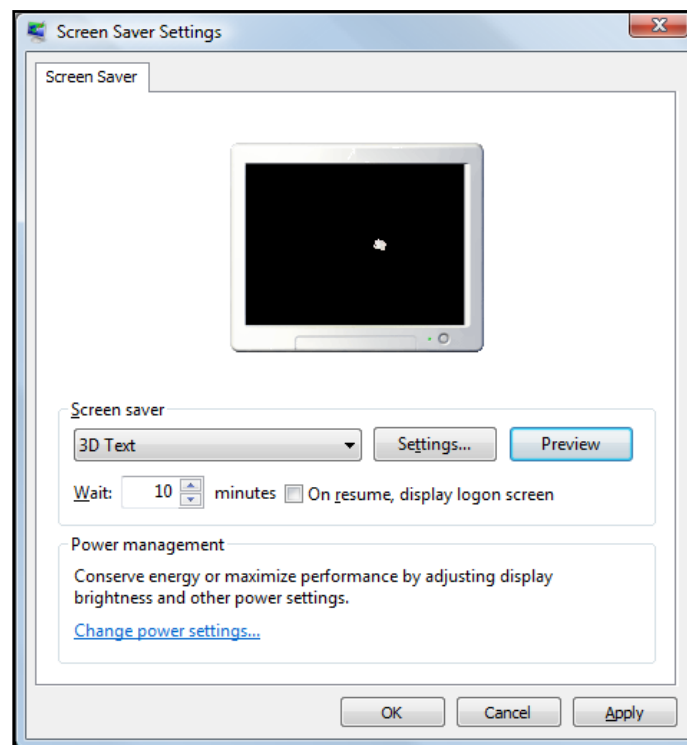 Screen Saver Settings
Screen Saver
Screen saver
3D Text
Settings...
Preview
Wait: 10 minutes On resume, display logon screen
Power management
Conserve energy or maximize performance by adjusting display
brightness and other power settings.
Change power settings...
OK Cancel Apply